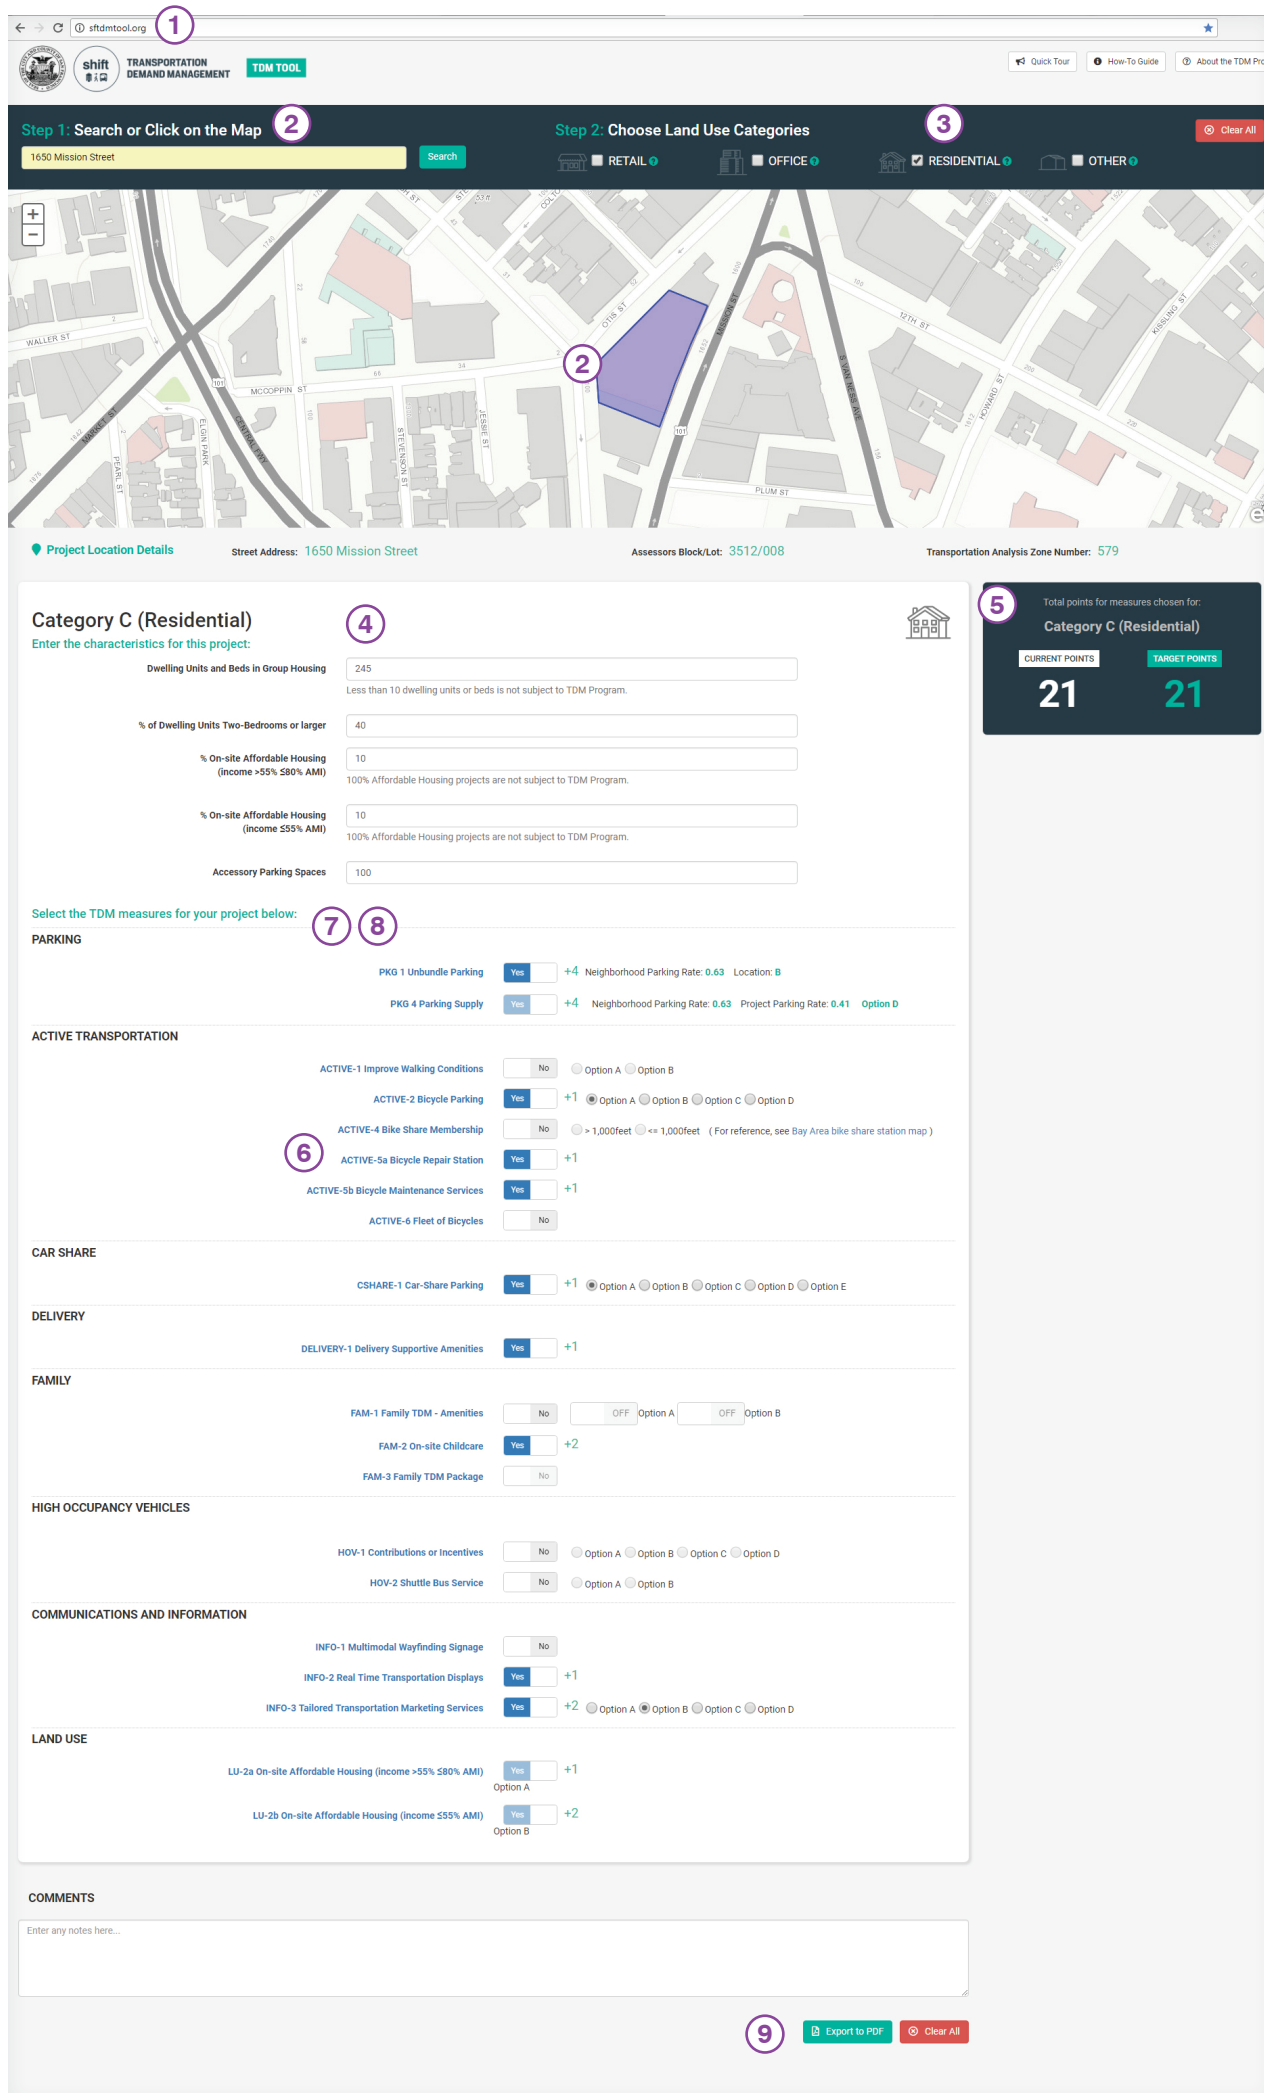 sftdmtool.org
1
shift
TRANSPORTATION
DEMAND MANAGEMENT
TDM TOOL
Quick Tour
How-To Guide
About the TDM Pro
Step 1: Search or Click on the Map
2
Step 2: Choose Land Use Categories
3
Clear All
1650 Mission Street
Search
RETAIL
OFFICE
RESIDENTIAL
OTHER
+
−
53 ft
OTIS ST
MISSION ST
1652
1600
12TH ST
S VAN NESS AVE
HOWARD ST
KISSLING ST
WALLER ST
MCCOPPIN ST
MARKET ST
PEARL ST
ELGIN PARK
CENTRAL FWY
STEVENSON ST
JESSIE ST
PLUM ST
101
101
2
Project Location Details
Street Address: 1650 Mission Street
Assessors Block/Lot: 3512/008
Transportation Analysis Zone Number: 579
Category C (Residential)
4
Enter the characteristics for this project:
Dwelling Units and Beds in Group Housing 245
Less than 10 dwelling units or beds is not subject to TDM Program.
% of Dwelling Units Two-Bedrooms or larger 40
% On-site Affordable Housing
(income >55% ≤80% AMI) 10
100% Affordable Housing projects are not subject to TDM Program.
% On-site Affordable Housing
(income ≤55% AMI) 10
100% Affordable Housing projects are not subject to TDM Program.
Accessory Parking Spaces 100
5
Total points for measures chosen for:
Category C (Residential)
CURRENT POINTS TARGET POINTS
21 21
Select the TDM measures for your project below:
7 8
PARKING
PKG 1 Unbundle Parking Yes +4 Neighborhood Parking Rate: 0.63 Location: B
PKG 4 Parking Supply Yes +4 Neighborhood Parking Rate: 0.63 Project Parking Rate: 0.41 Option D
ACTIVE TRANSPORTATION
ACTIVE-1 Improve Walking Conditions No Option A Option B
ACTIVE-2 Bicycle Parking Yes +1 Option A Option B Option C Option D
ACTIVE-4 Bike Share Membership No > 1,000feet <= 1,000feet ( For reference, see Bay Area bike share station map )
6
ACTIVE-5a Bicycle Repair Station Yes +1
ACTIVE-5b Bicycle Maintenance Services Yes +1
ACTIVE-6 Fleet of Bicycles No
CAR SHARE
CSHARE-1 Car-Share Parking Yes +1 Option A Option B Option C Option D Option E
DELIVERY
DELIVERY-1 Delivery Supportive Amenities Yes +1
FAMILY
FAM-1 Family TDM - Amenities No OFF Option A OFF Option B
FAM-2 On-site Childcare Yes +2
FAM-3 Family TDM Package No
HIGH OCCUPANCY VEHICLES
HOV-1 Contributions or Incentives No Option A Option B Option C Option D
HOV-2 Shuttle Bus Service No Option A Option B
COMMUNICATIONS AND INFORMATION
INFO-1 Multimodal Wayfinding Signage No
INFO-2 Real Time Transportation Displays Yes +1
INFO-3 Tailored Transportation Marketing Services Yes +2 Option A Option B Option C Option D
LAND USE
LU-2a On-site Affordable Housing (income >55% ≤80% AMI) Yes +1
Option A
LU-2b On-site Affordable Housing (income ≤55% AMI) Yes +2
Option B
COMMENTS
Enter any notes here...
9
Export to PDF
Clear All